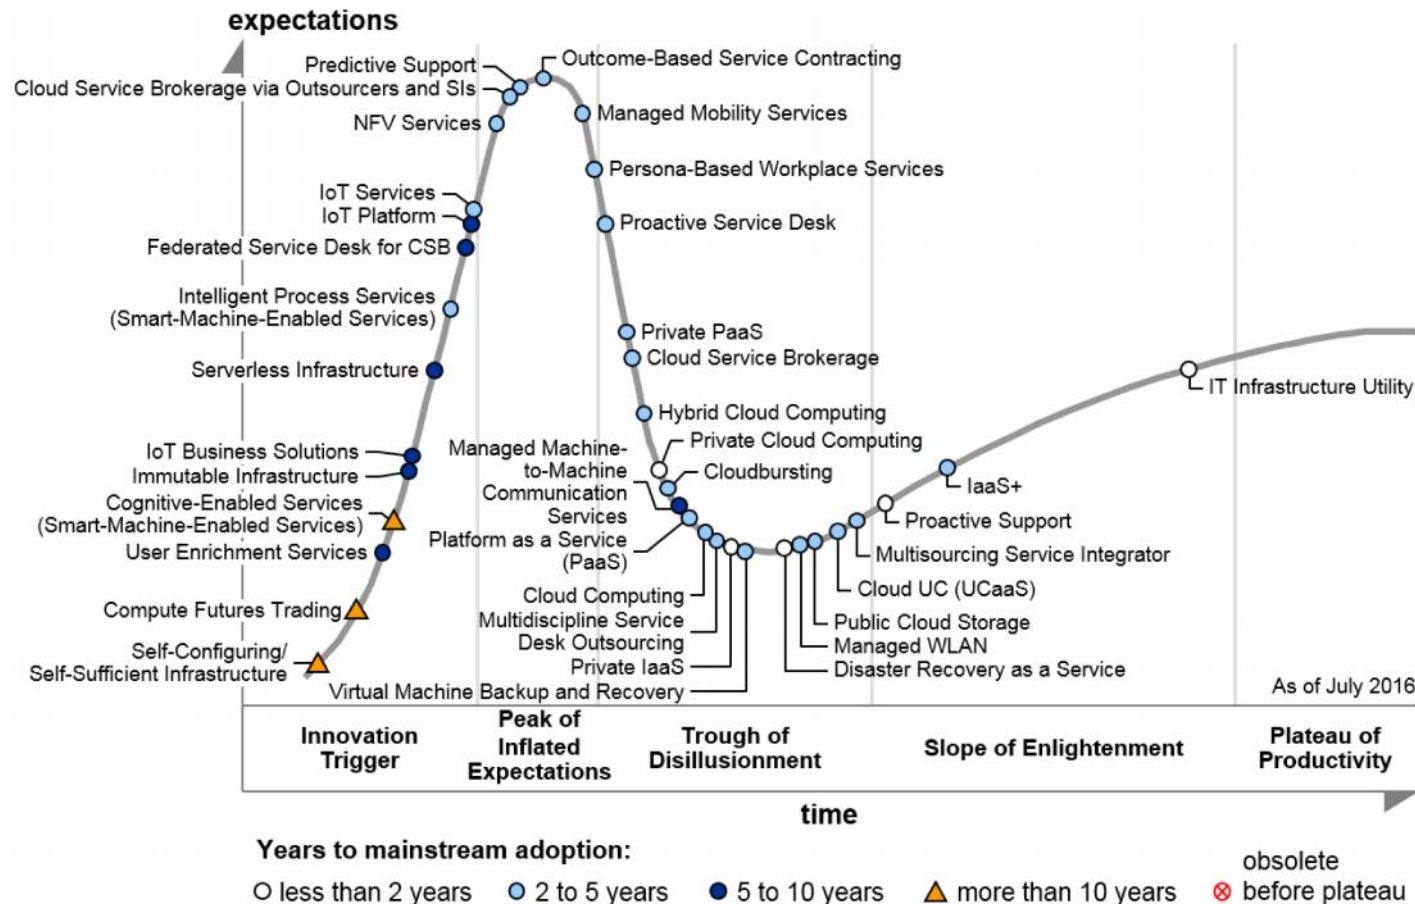 expectations
Predictive Support
Outcome-Based Service Contracting
Cloud Service Brokerage via Outsourcers and SIs
NFV Services
Managed Mobility Services
Persona-Based Workplace Services
IoT Services
IoT Platform
Proactive Service Desk
Federated Service Desk for CSB
Intelligent Process Services
(Smart-Machine-Enabled Services)
Private PaaS
Cloud Service Brokerage
Serverless Infrastructure
IT Infrastructure Utility
Hybrid Cloud Computing
Private Cloud Computing
IoT Business Solutions
Managed Machine-
to-Machine
Communication
Services
Cloudbursting
Immutable Infrastructure
IaaS+
Cognitive-Enabled Services
(Smart-Machine-Enabled Services)
Proactive Support
User Enrichment Services
Platform as a Service
(PaaS)
Multisourcing Service Integrator
Cloud Computing
Cloud UC (UCaaS)
Compute Futures Trading
Multidiscipline Service
Desk Outsourcing
Public Cloud Storage
Managed WLAN
Self-Configuring/
Self-Sufficient Infrastructure
Private IaaS
Disaster Recovery as a Service
Virtual Machine Backup and Recovery
As of July 2016
Innovation
Trigger
Peak of
Inflated
Expectations
Trough of
Disillusionment
Slope of Enlightenment
Plateau of
Productivity
time
Years to mainstream adoption:
less than 2 years
2 to 5 years
5 to 10 years
more than 10 years
obsolete
before plateau